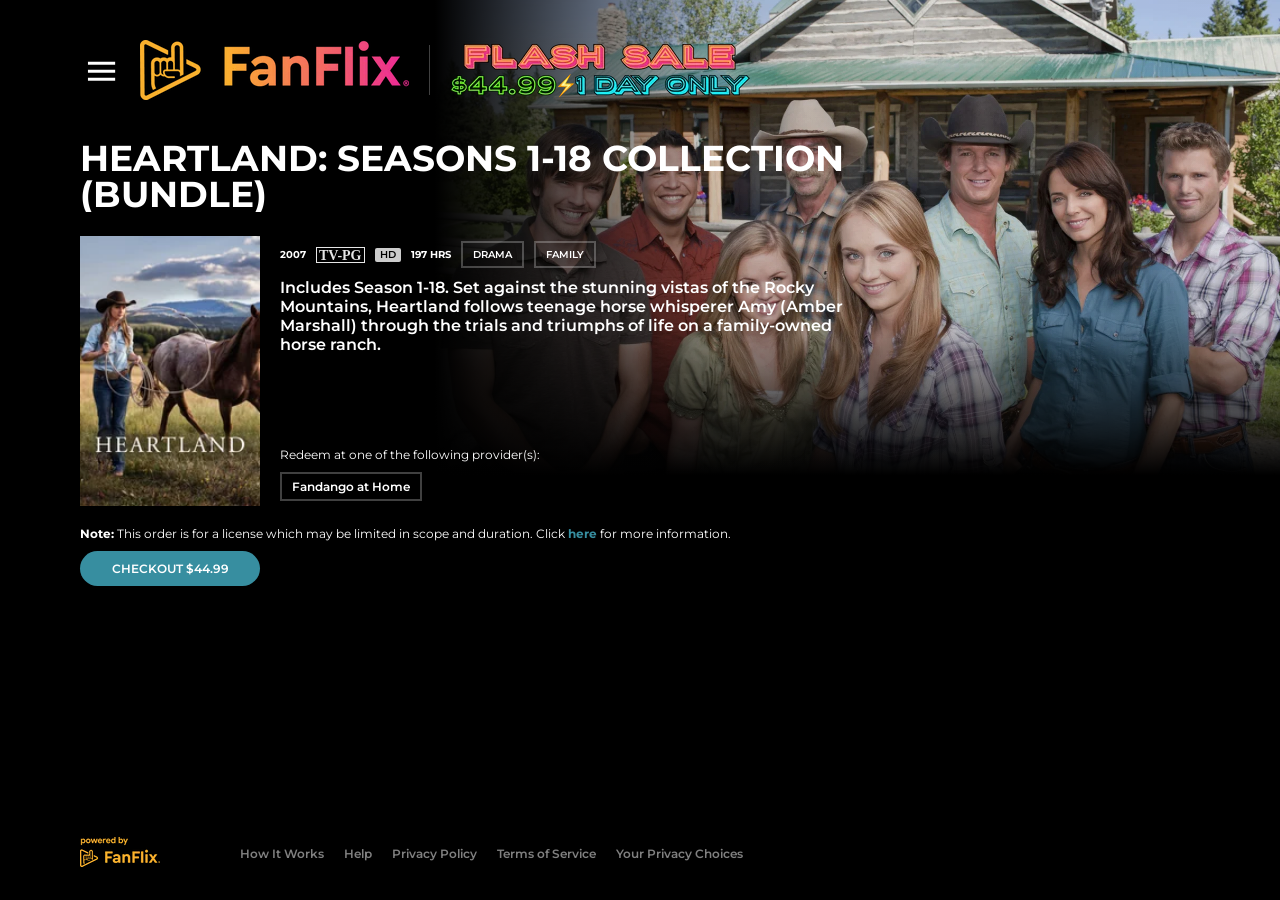 FanFlix®
FLASH SALE
$44.99⚡1 DAY ONLY
HEARTLAND: SEASONS 1-18 COLLECTION
(BUNDLE)
HEARTLAND
2007 TV-PG HD 197 HRS DRAMA FAMILY
Includes Season 1-18. Set against the stunning vistas of the Rocky
Mountains, Heartland follows teenage horse whisperer Amy (Amber
Marshall) through the trials and triumphs of life on a family-owned
horse ranch.
Redeem at one of the following provider(s):
Fandango at Home
Note: This order is for a license which may be limited in scope and duration. Click here for more information.
CHECKOUT $44.99
powered by
FanFlix
How It Works Help Privacy Policy Terms of Service Your Privacy Choices